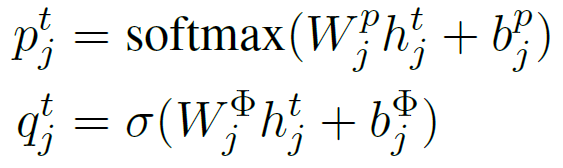 p_j^t = softmax(W_j^p h_j^t + b_j^p)
q_j^t = σ(W_j^Φ h_j^t + b_j^Φ)